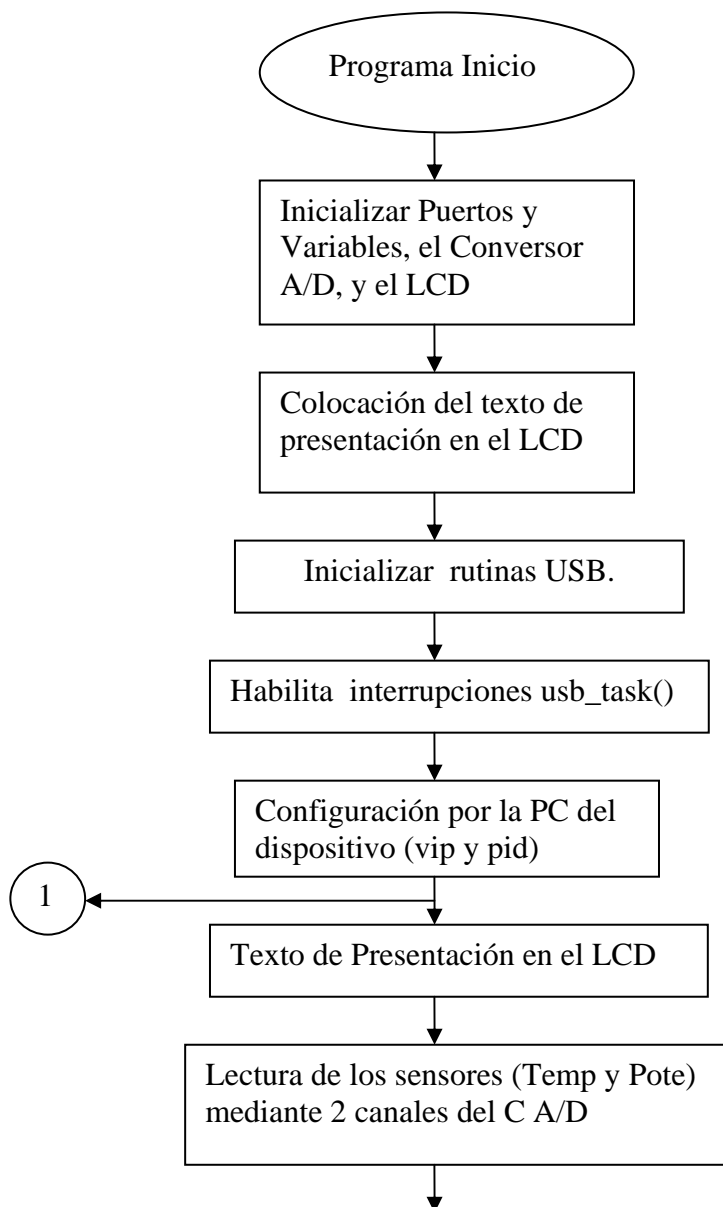 Programa Inicio
Inicializar Puertos y
Variables, el Conversor
A/D, y el LCD
Colocación del texto de
presentación en el LCD
Inicializar rutinas USB.
Habilita interrupciones usb_task()
Configuración por la PC del
dispositivo (vip y pid)
1
Texto de Presentación en el LCD
Lectura de los sensores (Temp y Pote)
mediante 2 canales del C A/D